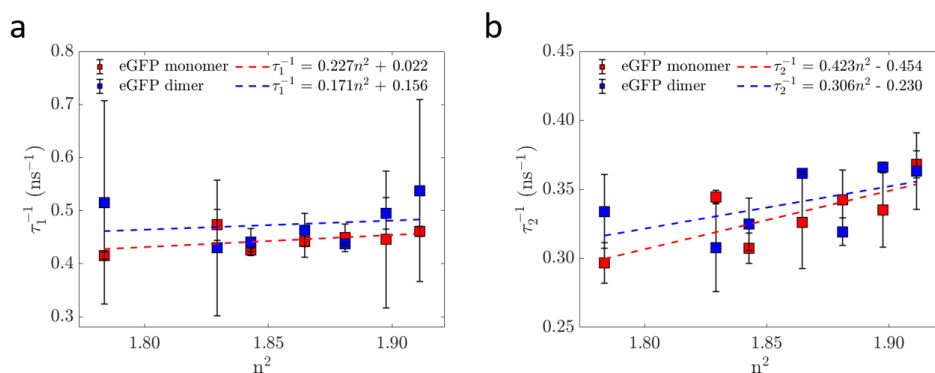 a
0.8
0.7
0.6
0.5
0.4
0.3
τ₁⁻¹ (ns⁻¹)
eGFP monomer τ₁⁻¹ = 0.227n² + 0.022
eGFP dimer τ₁⁻¹ = 0.171n² + 0.156
1.80 1.85 1.90
n²
b
0.45
0.40
0.35
0.30
0.25
τ₂⁻¹ (ns⁻¹)
eGFP monomer τ₂⁻¹ = 0.423n² - 0.454
eGFP dimer τ₂⁻¹ = 0.306n² - 0.230
1.80 1.85 1.90
n²